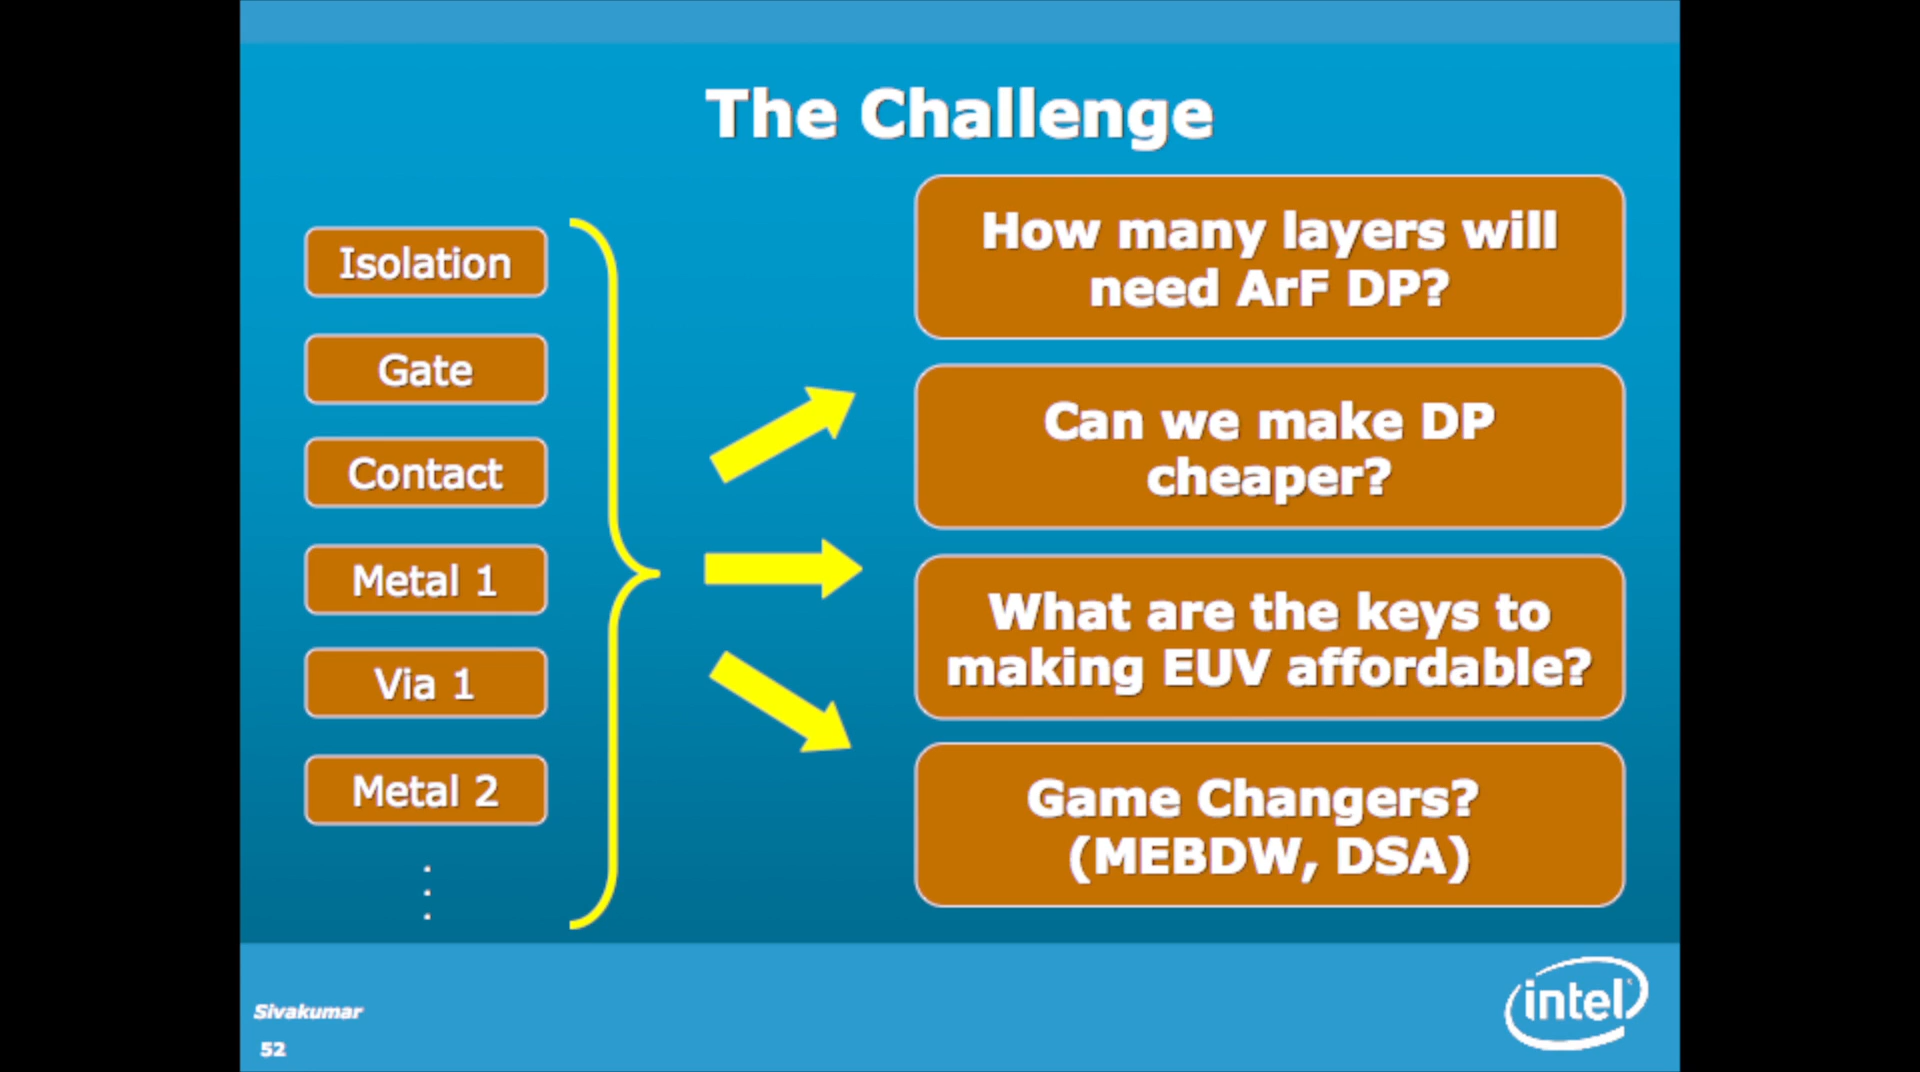 The Challenge
Isolation
Gate
Contact
Metal 1
Via 1
Metal 2
.
.
.
How many layers will
need ArF DP?
Can we make DP
cheaper?
What are the keys to
making EUV affordable?
Game Changers?
(MEBDW, DSA)
Sivakumar
52
intel